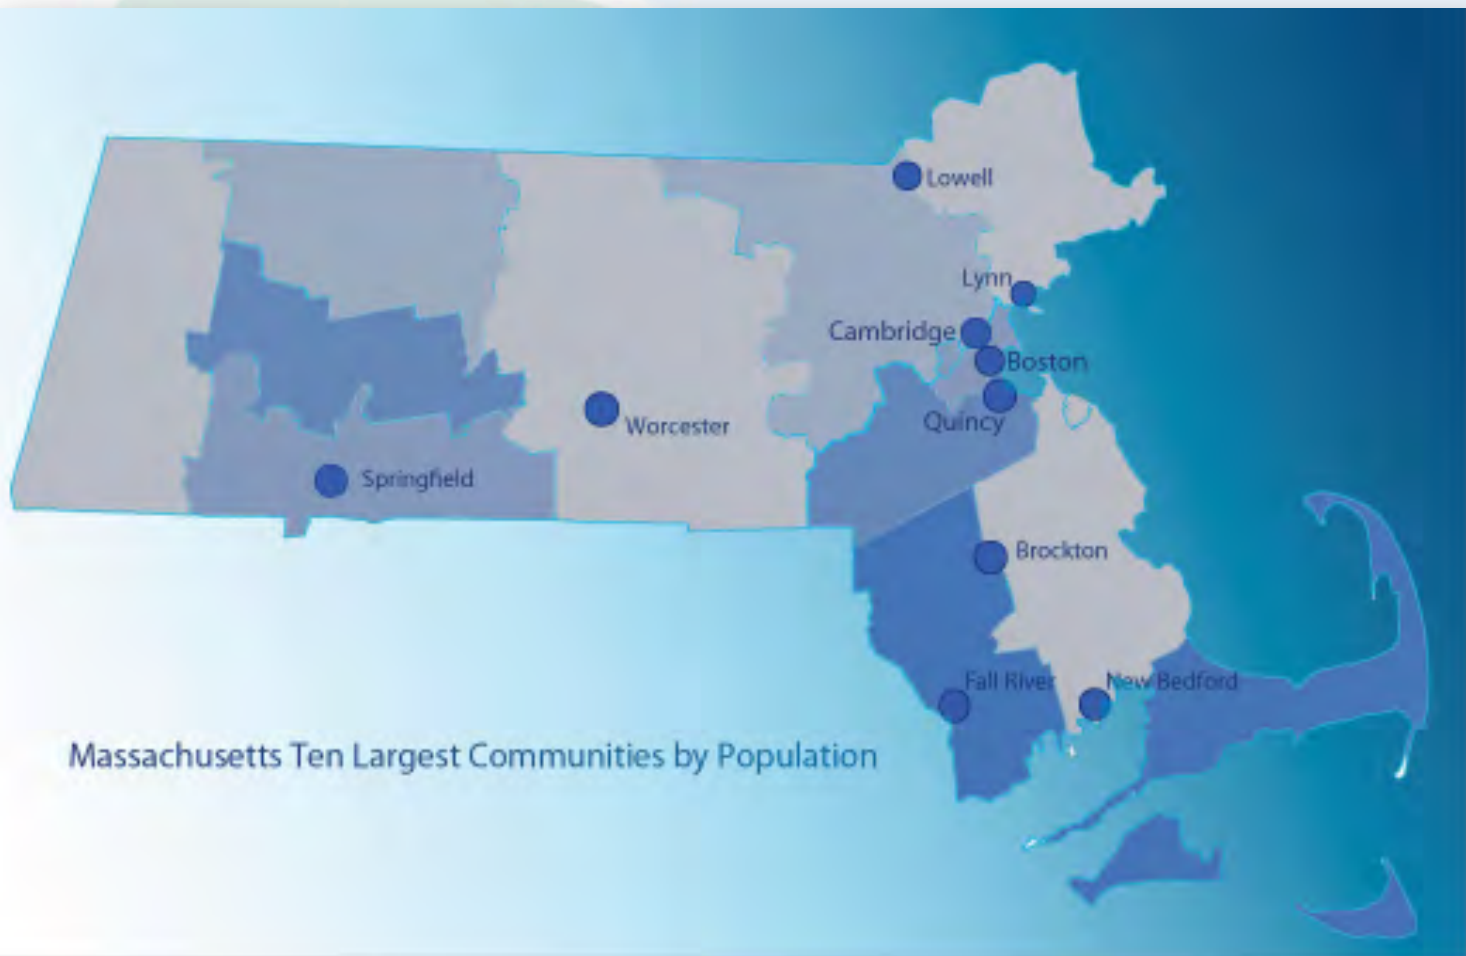 Lowell
Lynn
Cambridge
Boston
Quincy
Worcester
Springfield
Brockton
Fall River
New Bedford
Massachusetts Ten Largest Communities by Population